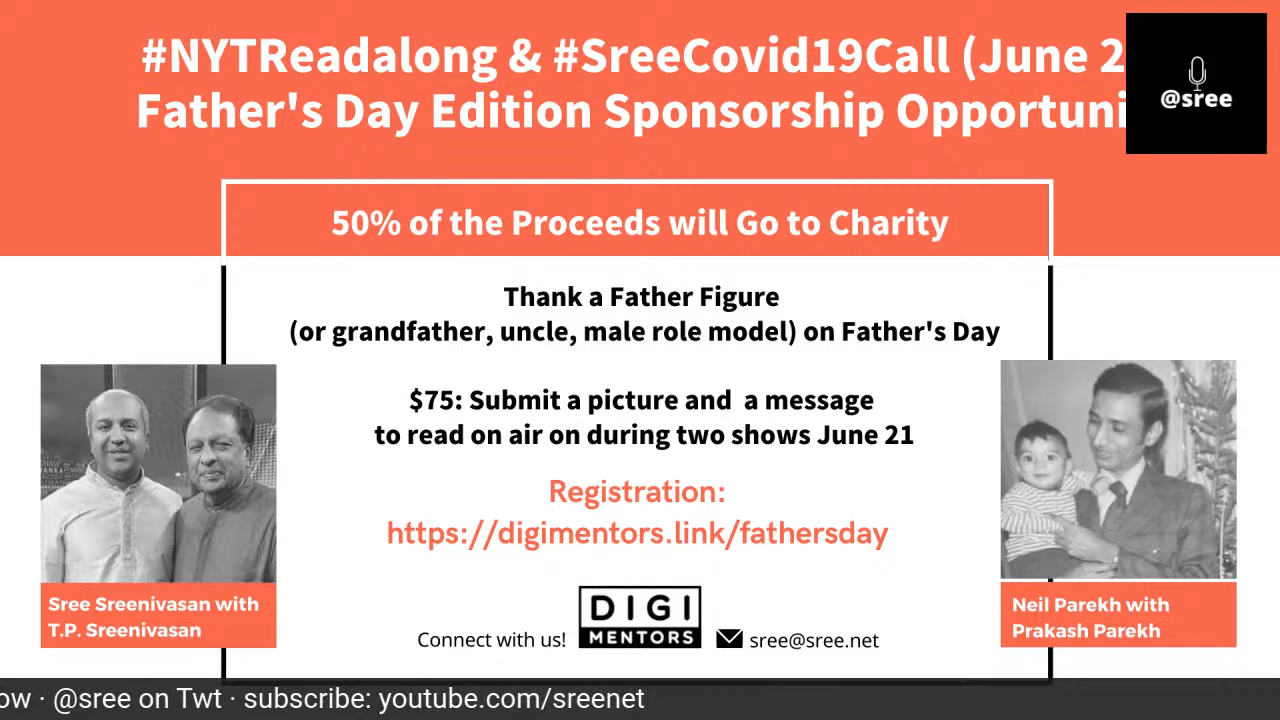 #NYTReadalong & #SreeCovid19Call (June 2
Father's Day Edition Sponsorship Opportuni
@sree
50% of the Proceeds will Go to Charity
Thank a Father Figure
(or grandfather, uncle, male role model) on Father's Day
$75: Submit a picture and a message
to read on air on during two shows June 21
Registration:
https://digimentors.link/fathersday
Sree Sreenivasan with
T.P. Sreenivasan
Neil Parekh with
Prakash Parekh
Connect with us!
DIGI
MENTORS
sree@sree.net
ow · @sree on Twt · subscribe: youtube.com/sreenet